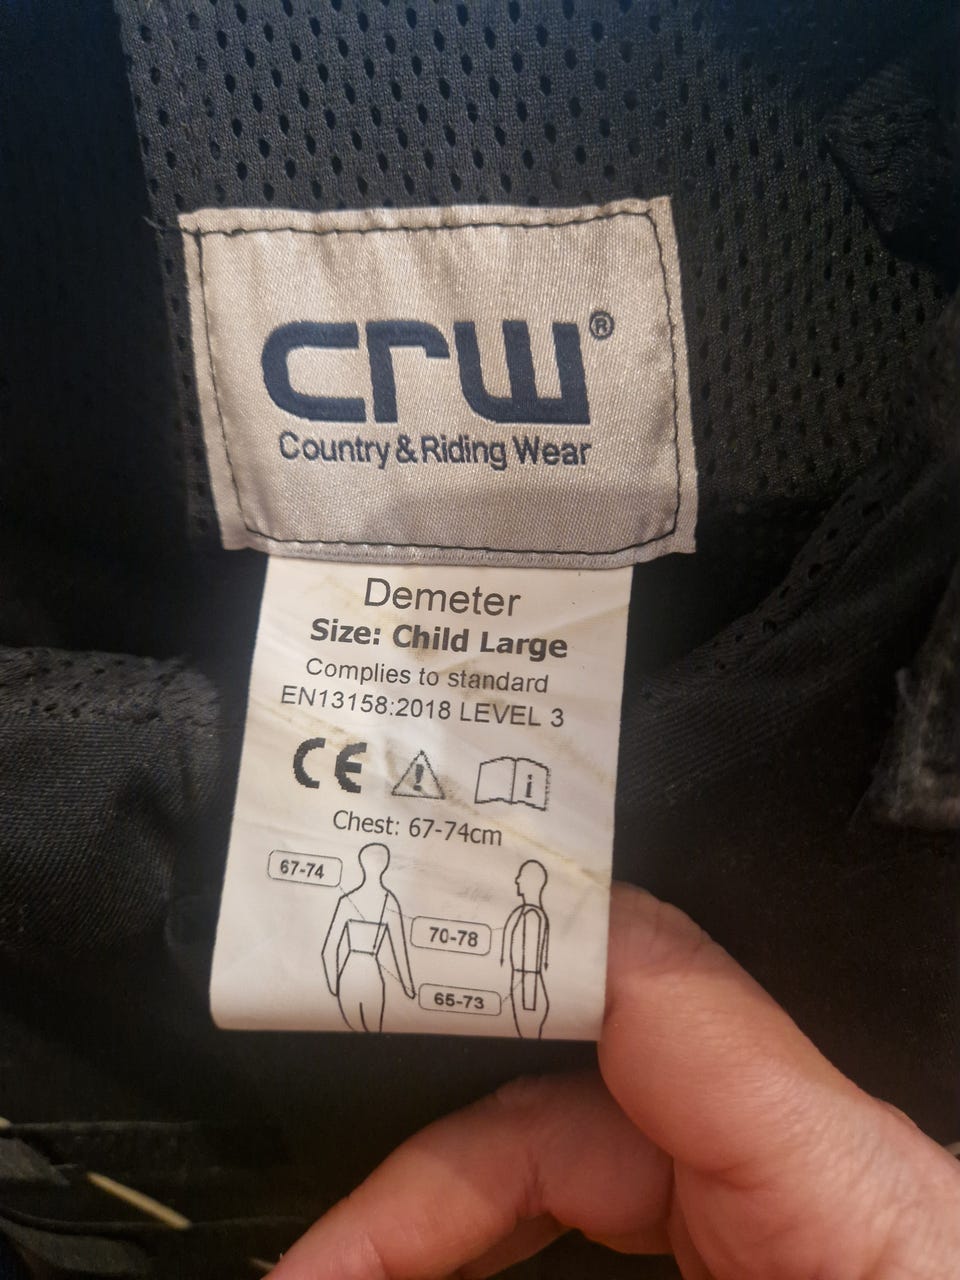 crw®
Country & Riding Wear
Demeter
Size: Child Large
Complies to standard
EN13158:2018 LEVEL 3
CE
Chest: 67-74cm
67-74
70-78
65-73